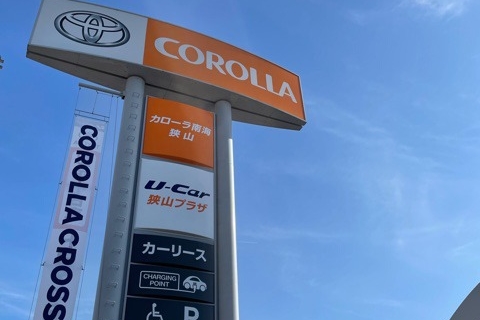 COROLLA
カローラ南海
狭山
U-Car
狭山プラザ
カーリース
CHARGING
POINT
P
COROLLA CROSS